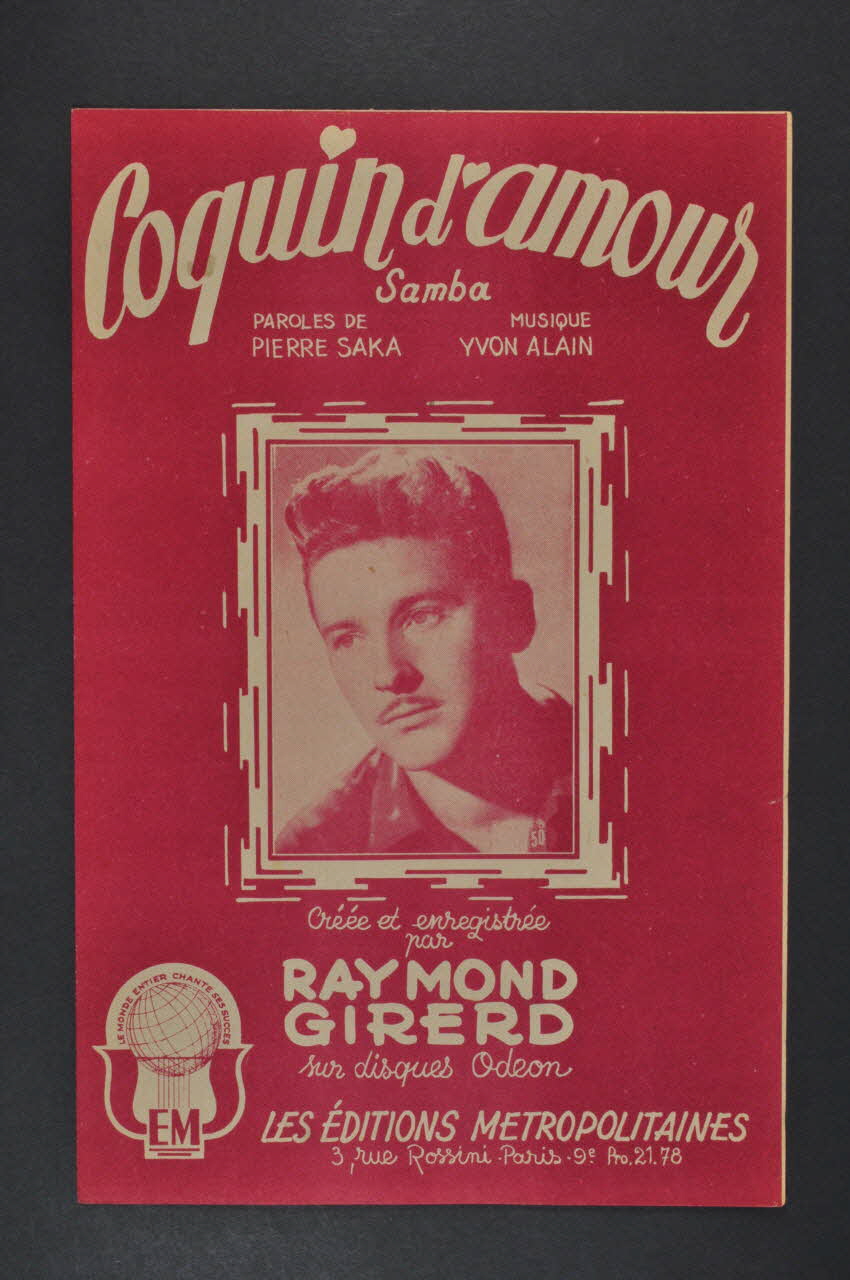 Coquin d'amour
Samba
PAROLES DE
PIERRE SAKA
MUSIQUE
YVON ALAIN
50
Créée et enregistrée
par
RAYMOND
GIRERD
sur disques Odeon
LE MONDE ENTIER CHANTE SES SUCCÈS
EM
LES ÉDITIONS METROPOLITAINES
3, rue Rossini - Paris - 9e Pro. 21.78